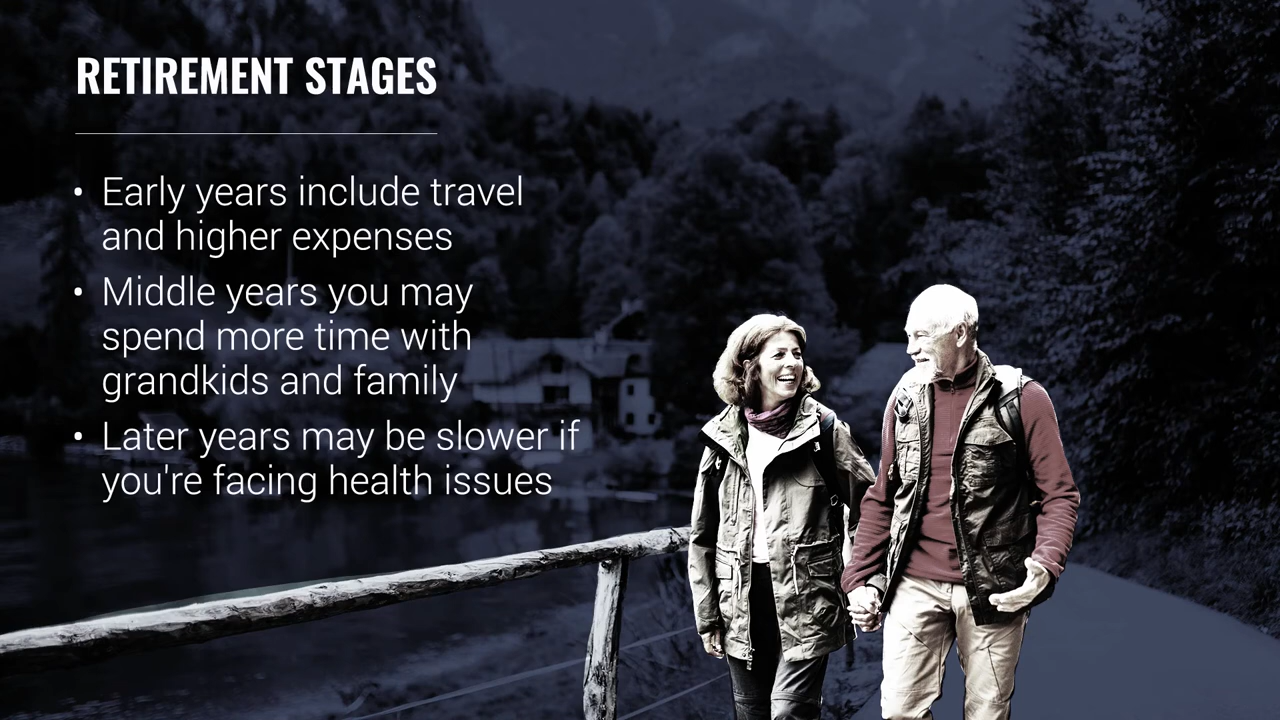 RETIREMENT STAGES
• Early years include travel
and higher expenses
• Middle years you may
spend more time with
grandkids and family
• Later years may be slower if
you're facing health issues